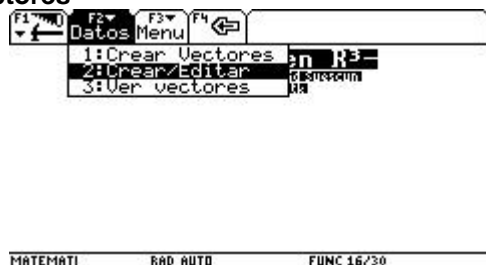 ctores
F1 F2 F3 F4
Datos Menu
1:Crear Vectores
en R3
2:Crear/Editar
suescun
3:Ver vectores
MATEMATI RAD AUTO FUNC 16/30